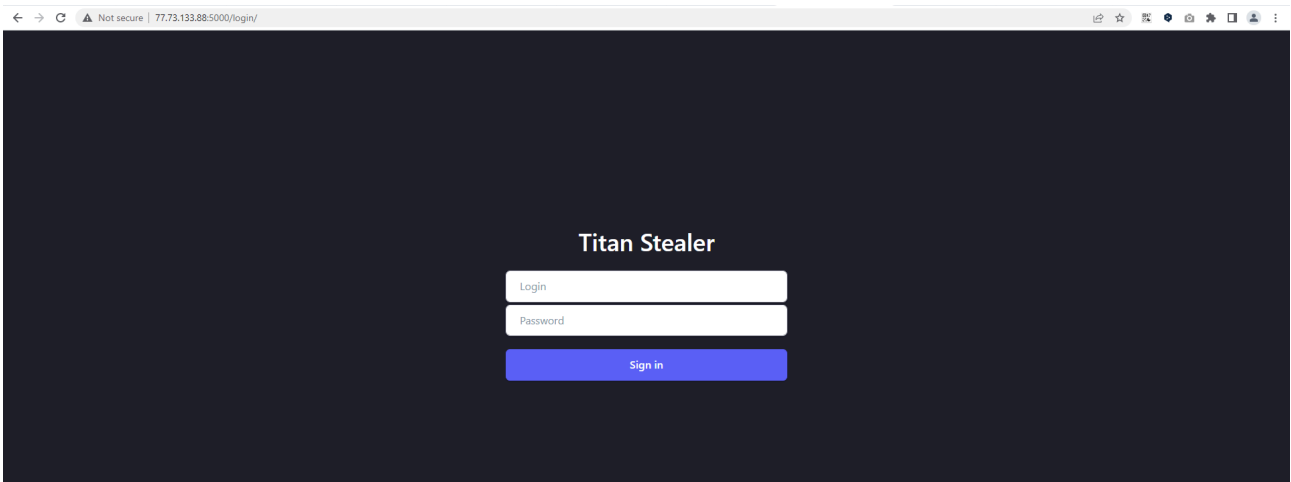 Not secure | 77.73.133.88:5000/login/
Titan Stealer
Login
Password
Sign in